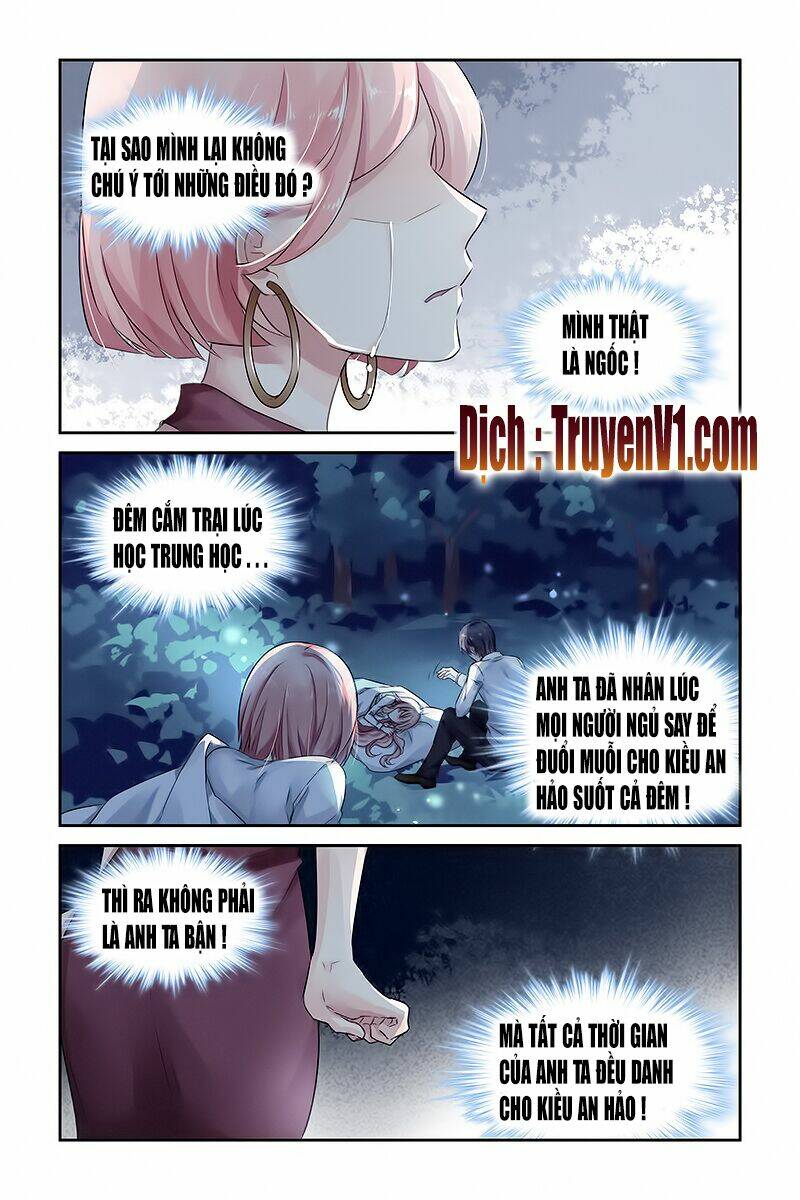 TẠI SAO MÌNH LẠI KHÔNG
CHÚ Ý TỚI NHỮNG ĐIỀU ĐÓ ?
MÌNH THẬT
LÀ NGỐC !
Dịch : TruyenV1.com
ĐÊM CẮM TRẠI LÚC
HỌC TRUNG HỌC . . .
ANH TA ĐÃ NHÂN LÚC
MỌI NGƯỜI NGỦ SAY ĐỂ
ĐUỔI MUỖI CHO KIỀU AN
HẢO SUỐT CẢ ĐÊM !
THÌ RA KHÔNG PHẢI
LÀ ANH TA BẬN !
MÀ TẤT CẢ THỜI GIAN
CỦA ANH TA ĐỀU DANH
CHO KIỀU AN HẢO !